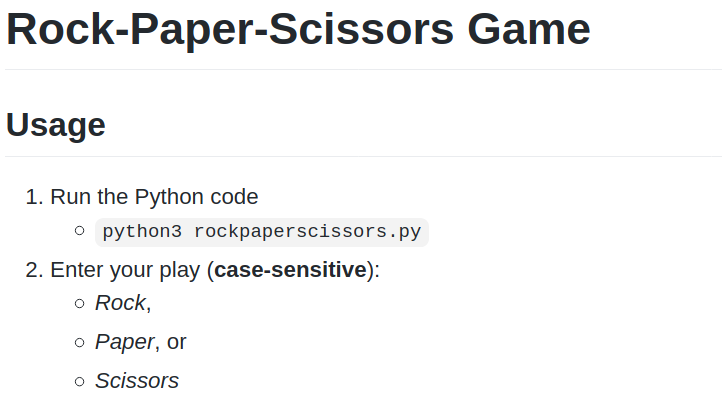 Rock-Paper-Scissors Game
Usage
1. Run the Python code
○ python3 rockpaperscissors.py
2. Enter your play (case-sensitive):
○ Rock,
○ Paper, or
○ Scissors